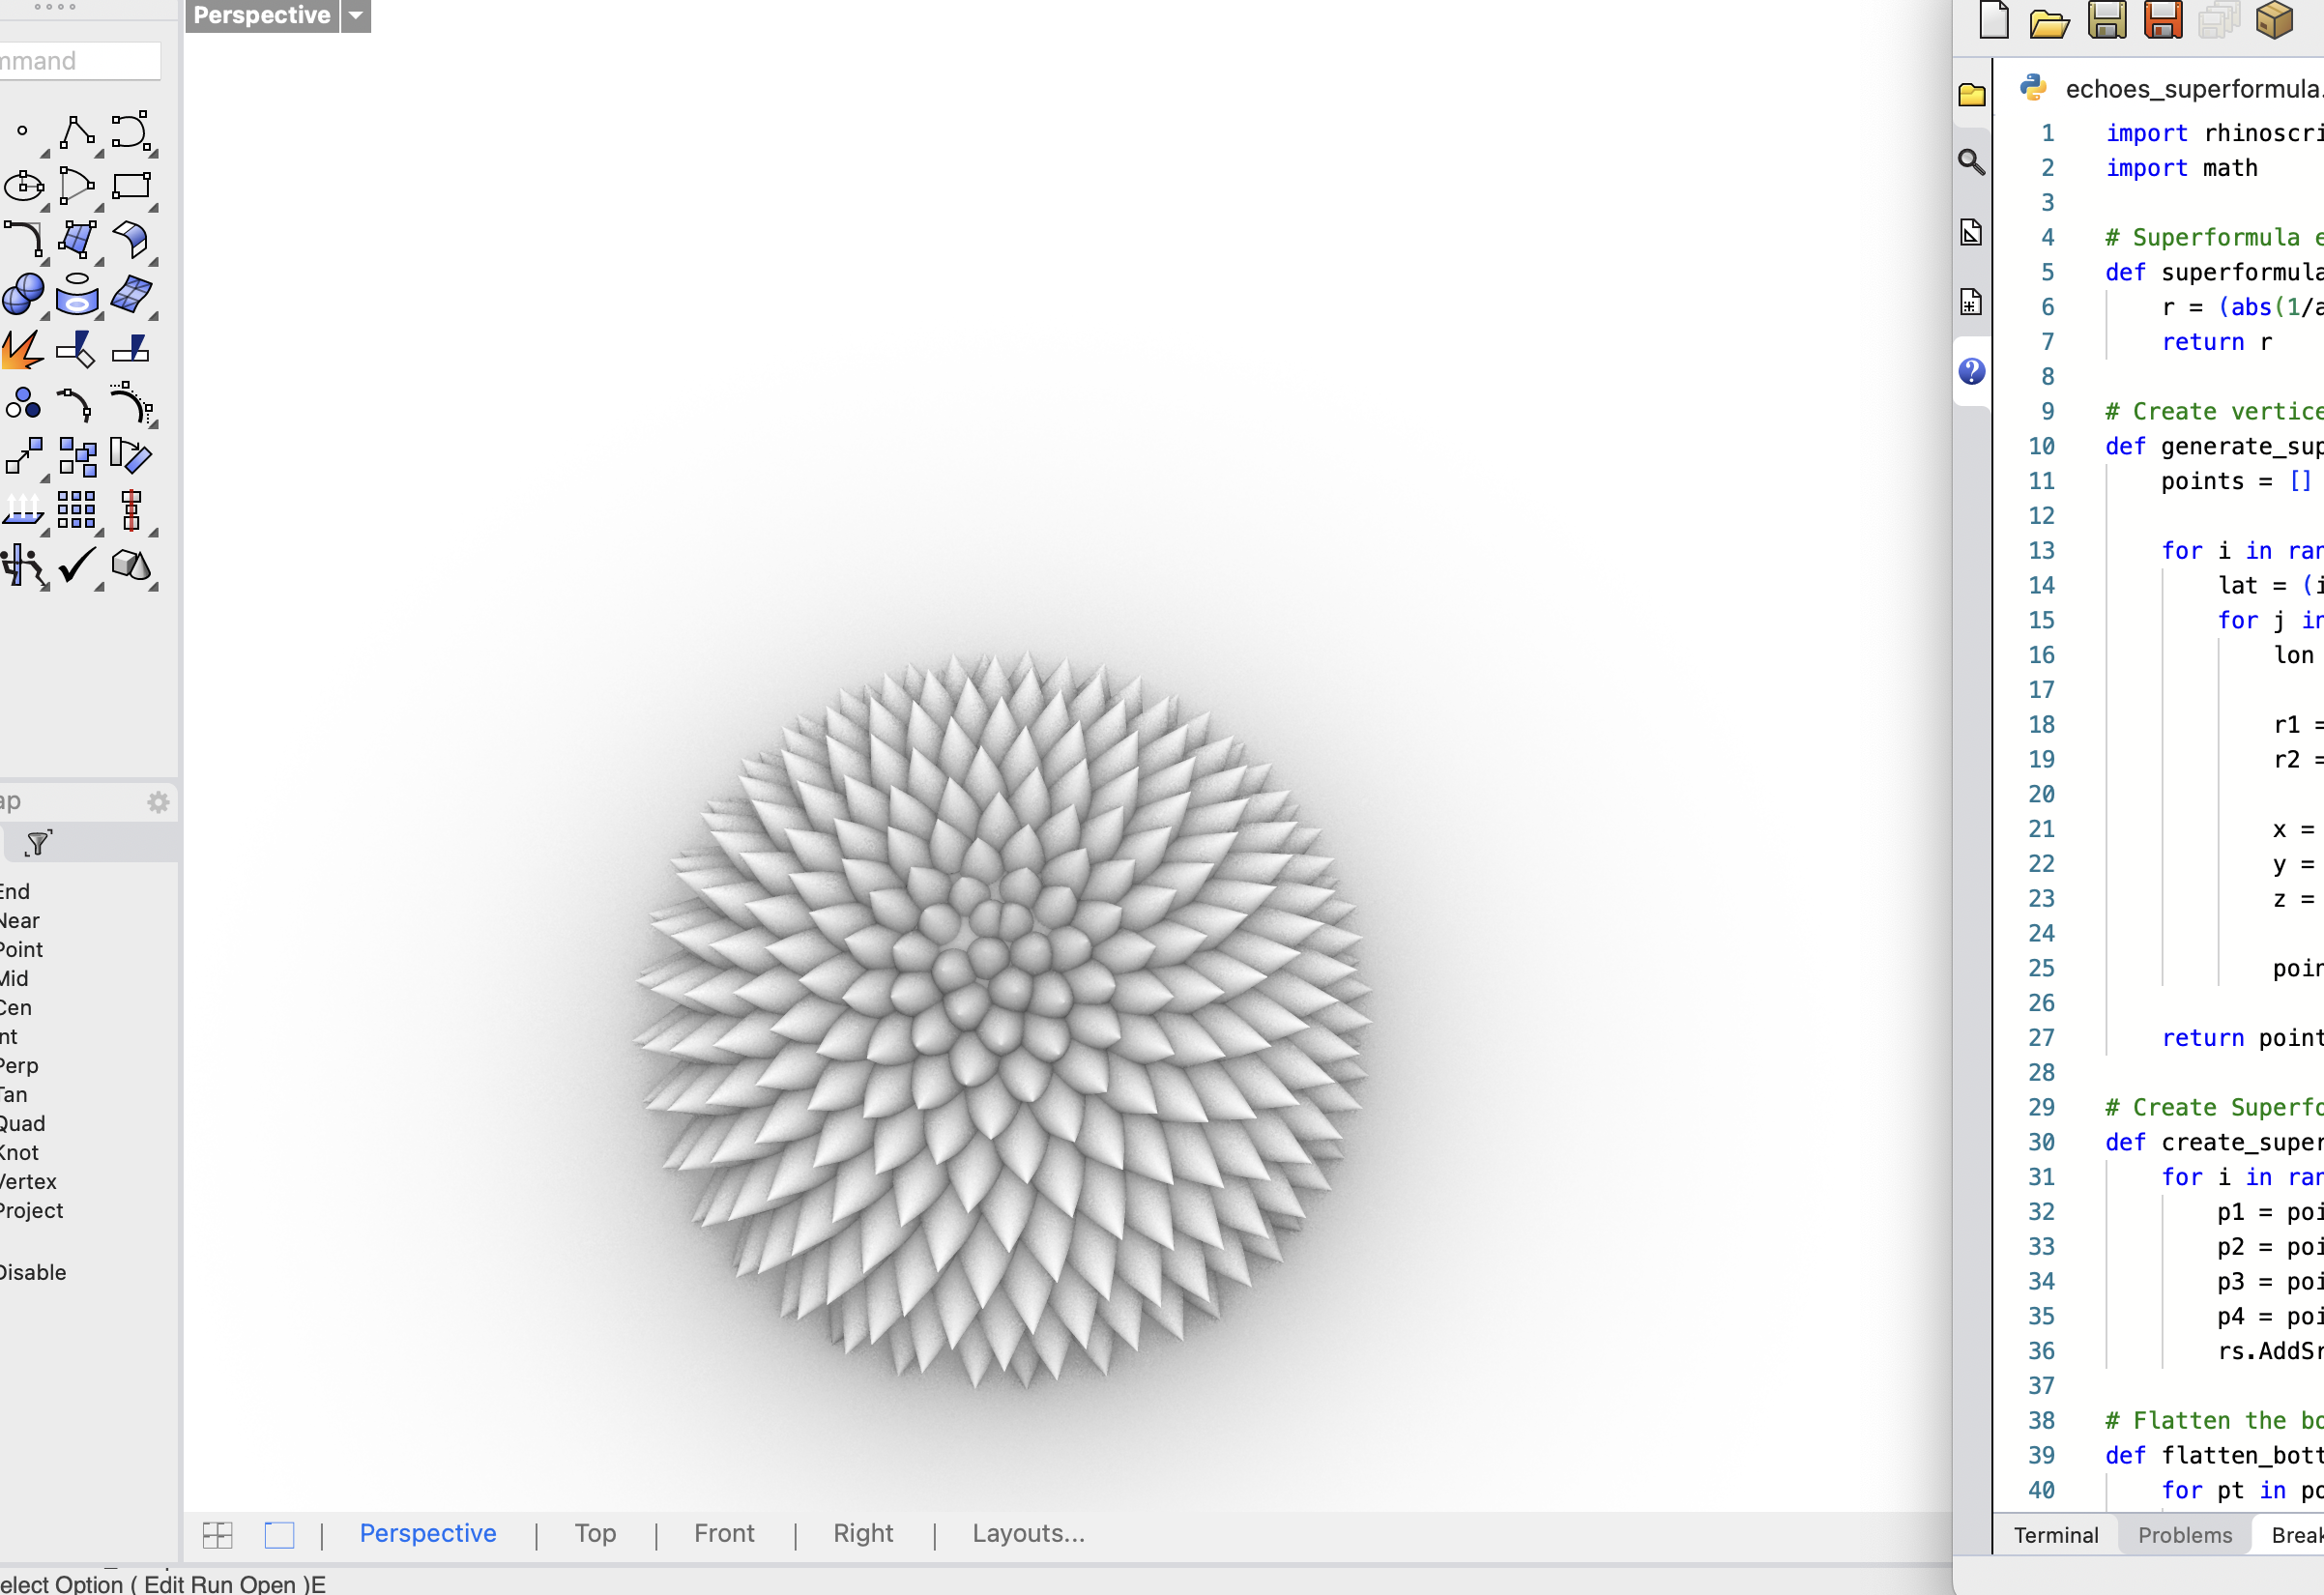 Perspective
mmand
ap
End
Near
Point
Mid
Cen
Int
Perp
Tan
Quad
Knot
Vertex
Project
Disable
Perspective | Top | Front | Right | Layouts...
elect Option ( Edit Run Open )E
echoes_superformula.
1 import rhinoscri
2 import math
3
4 # Superformula e
5 def superformula
6 r = (abs(1/a
7 return r
8
9 # Create vertice
10 def generate_sup
11 points = []
12
13 for i in ran
14 lat = (i
15 for j in
16 lon
17
18 r1 =
19 r2 =
20
21 x =
22 y =
23 z =
24
25 poin
26
27 return point
28
29 # Create Superfo
30 def create_super
31 for i in ran
32 p1 = poi
33 p2 = poi
34 p3 = poi
35 p4 = poi
36 rs.AddSr
37
38 # Flatten the bo
39 def flatten_bott
40 for pt in po
Terminal Problems Break